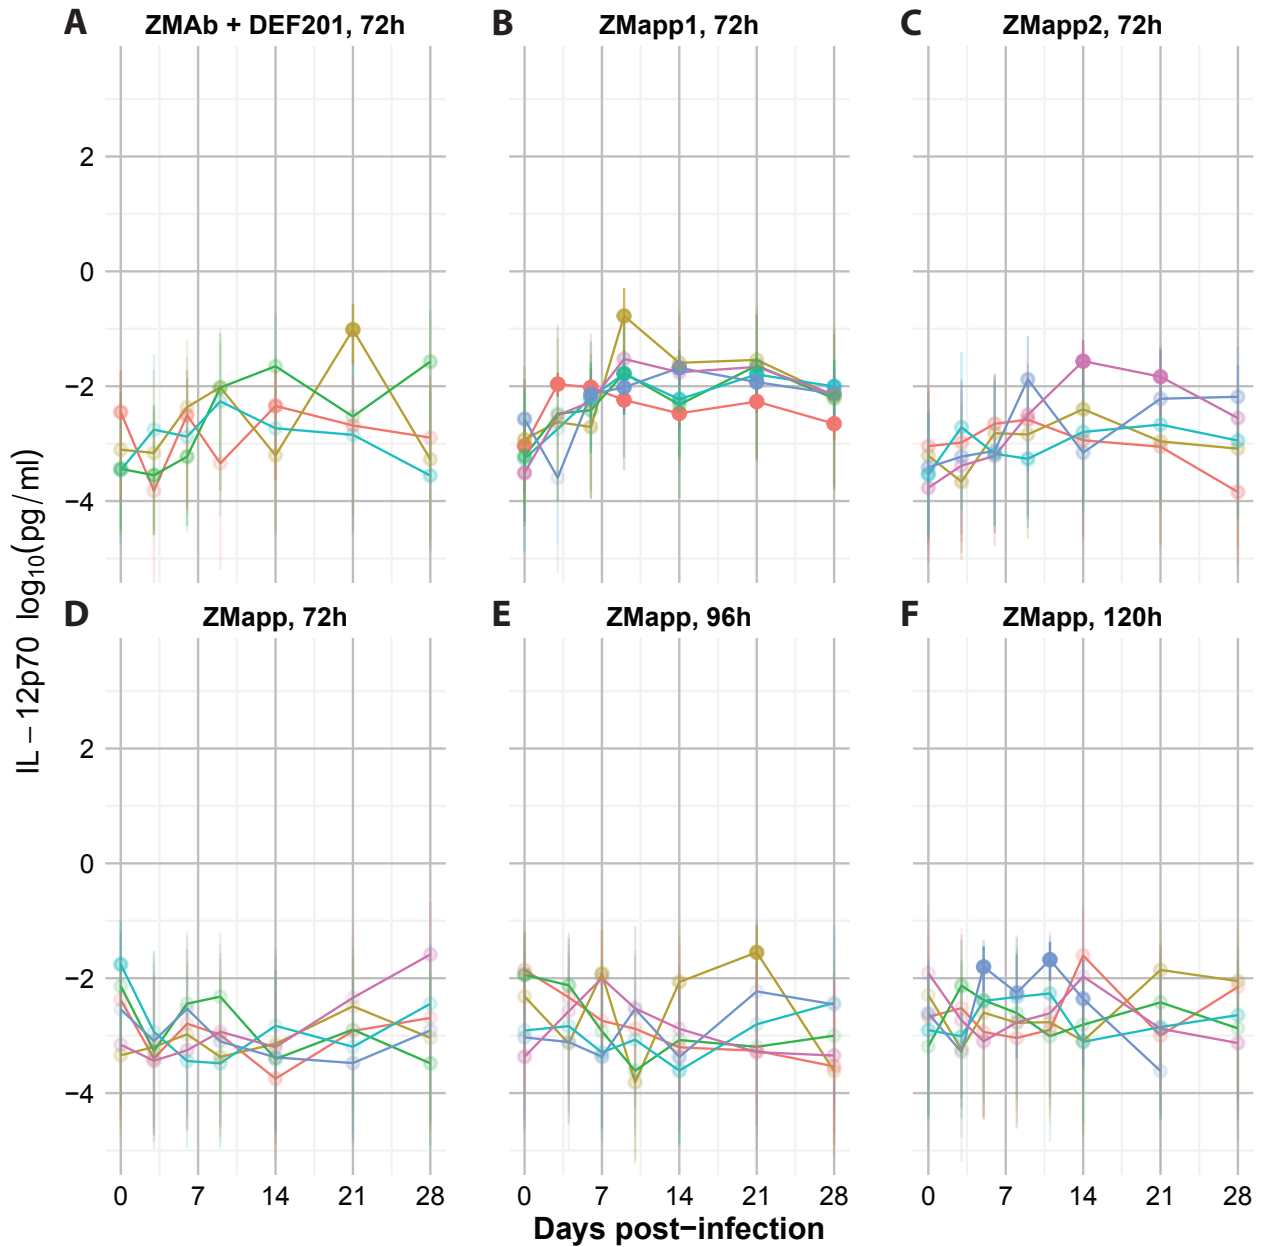 A ZMAb + DEF201, 72h B ZMapp1, 72h C ZMapp2, 72h
2
0
−2
−4
D ZMapp, 72h E ZMapp, 96h F ZMapp, 120h
2
0
−2
−4
0 7 14 21 28 0 7 14 21 28 0 7 14 21 28
Days post−infection
IL − 12p70 log₁₀(pg/ml)